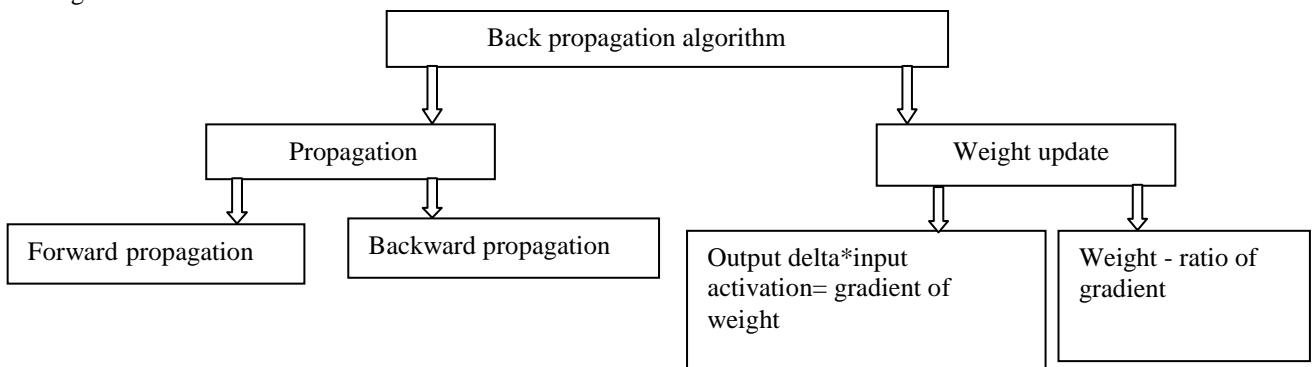 Back propagation algorithm
Propagation
Weight update
Forward propagation
Backward propagation
Output delta*input
activation= gradient of
weight
Weight - ratio of
gradient